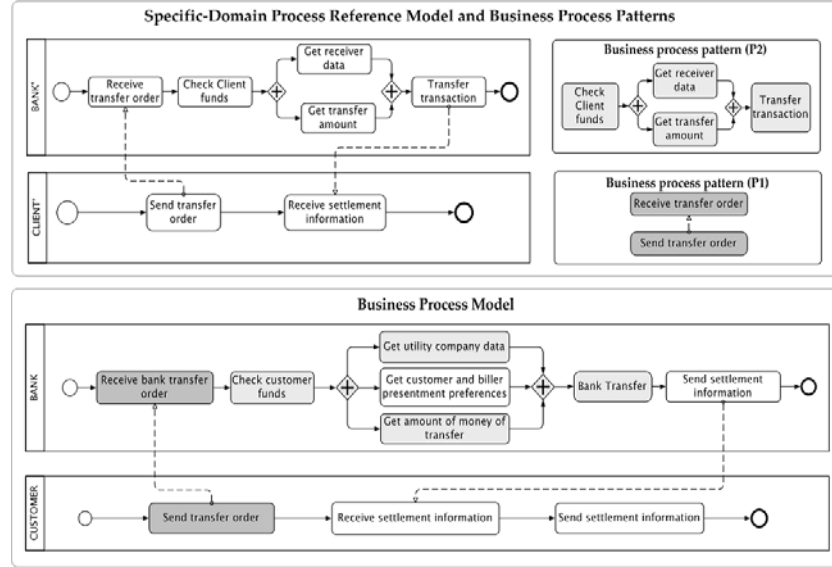 Specific-Domain Process Reference Model and Business Process Patterns
BANK'
Receive
transfer order
Check Client
funds
Get receiver
data
Get transfer
amount
Transfer
transaction
Business process pattern (P2)
Check
Client
funds
Get receiver
data
Get transfer
amount
Transfer
transaction
CLIENT'
Send transfer
order
Receive settlement
information
Business process pattern (P1)
Receive transfer order
Send transfer order
Business Process Model
BANK
Receive bank transfer
order
Check customer
funds
Get utility company data
Get customer and biller
presentment preferences
Get amount of money of
transfer
Bank Transfer
Send settlement
information
CUSTOMER
Send transfer order
Receive settlement information
Send settlement information